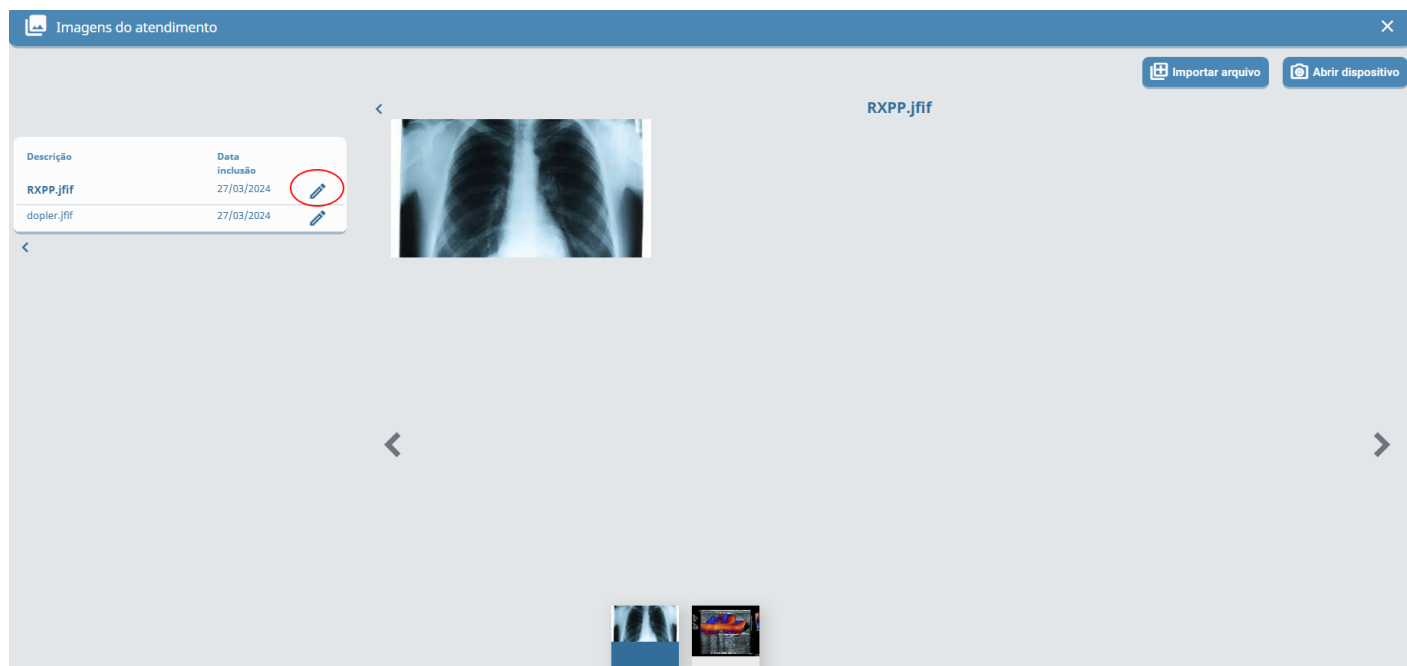 Imagens do atendimento
Importar arquivo
Abrir dispositivo
RXPP.jfif
Descrição
Data
inclusão
RXPP.jfif
27/03/2024
dopler.jfif
27/03/2024